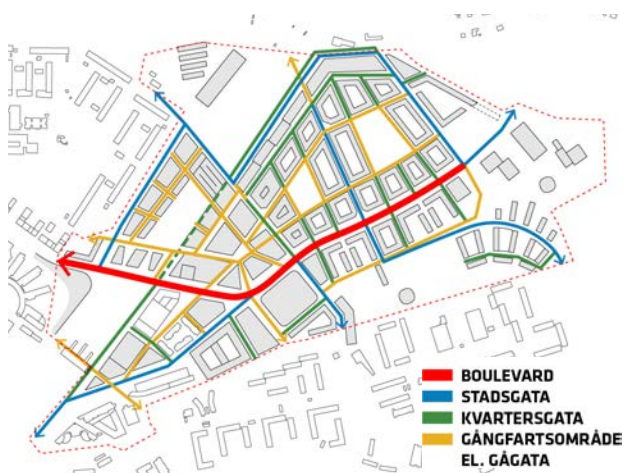 BOULEVARD
STADSGATA
KVARTERSGATA
GÅNGFARTSOMRÅDE
EL. GÅGATA